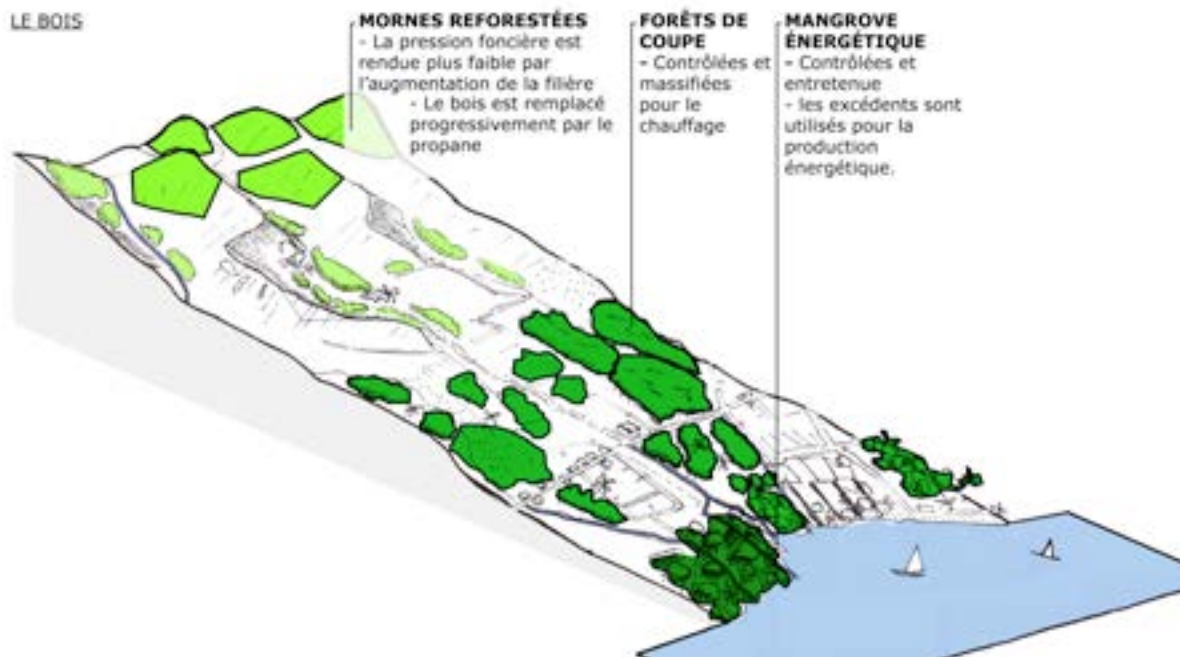 LE BOIS
MORNES REFORESTÉES
- La pression foncière est
rendue plus faible par
l'augmentation de la filière
- Le bois est remplacé
progressivement par le
propane
FORÊTS DE
COUPE
- Contrôlées et
massifiées
pour le
chauffage
MANGROVE
ÉNERGÉTIQUE
- Contrôlées et
entretenue
- les excédents sont
utilisés pour la
production
énergétique.